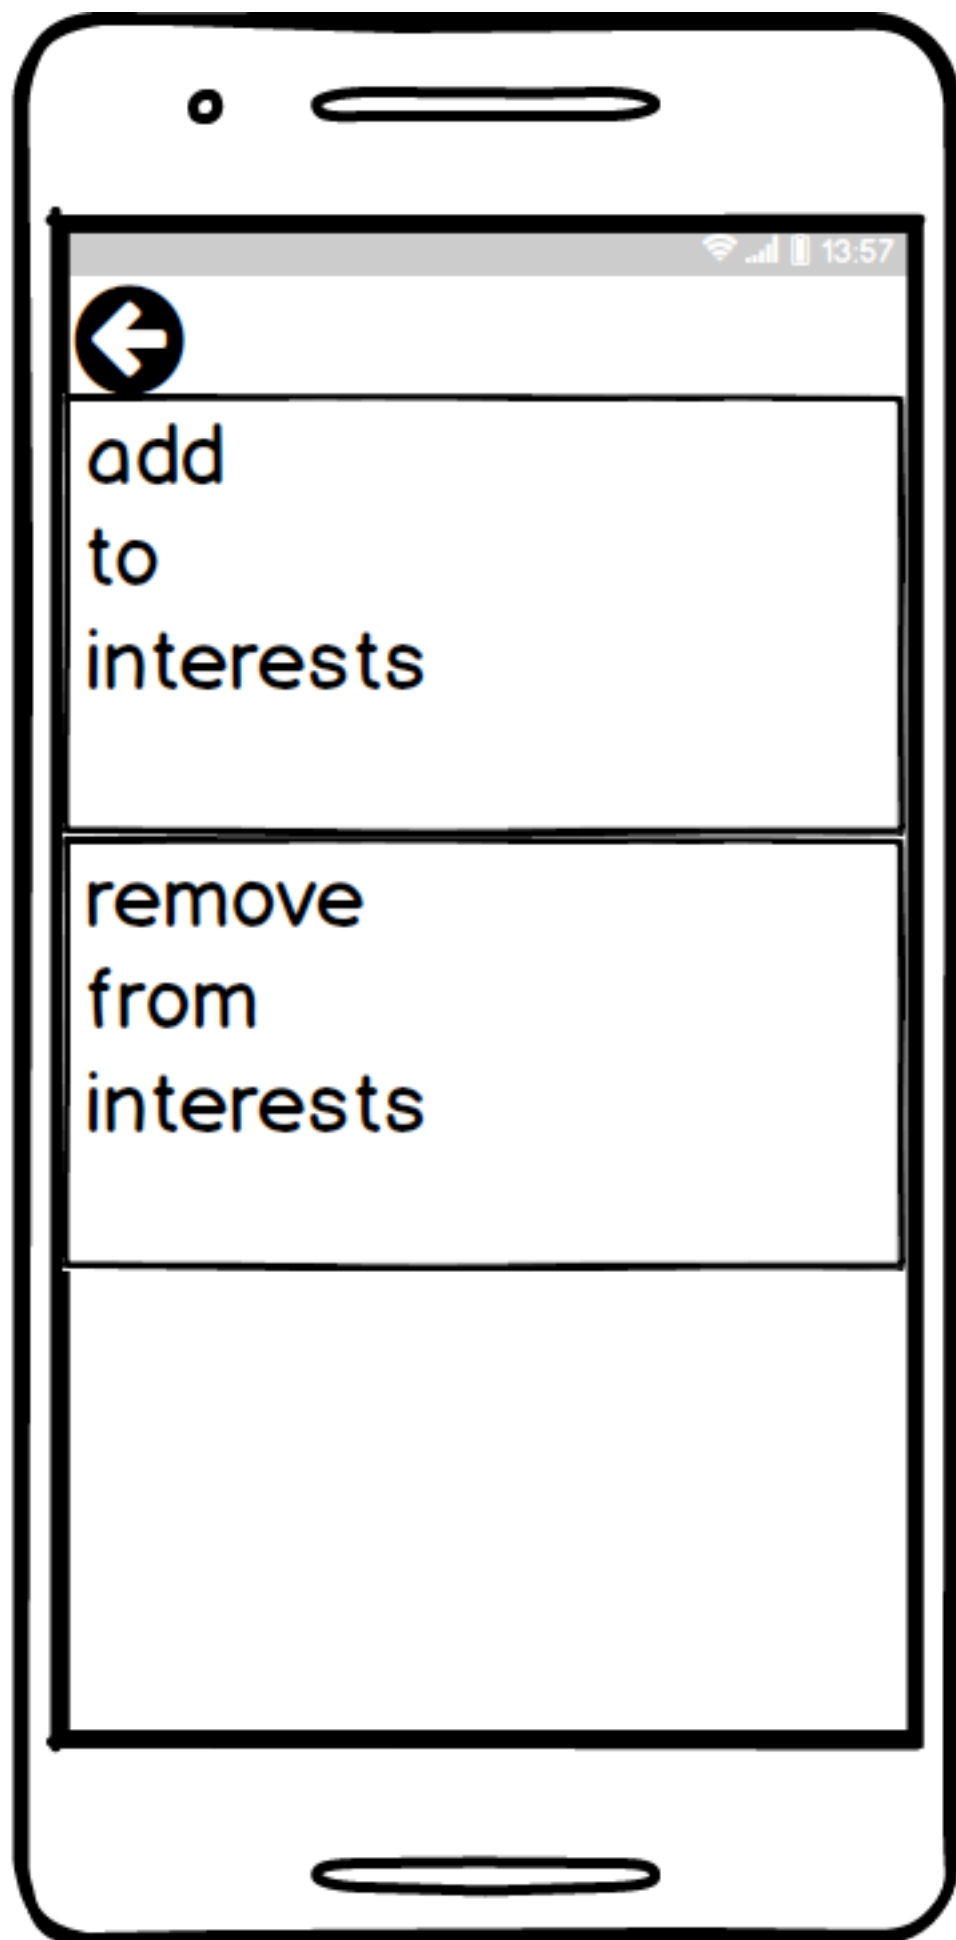 13:57
add
to
interests
remove
from
interests